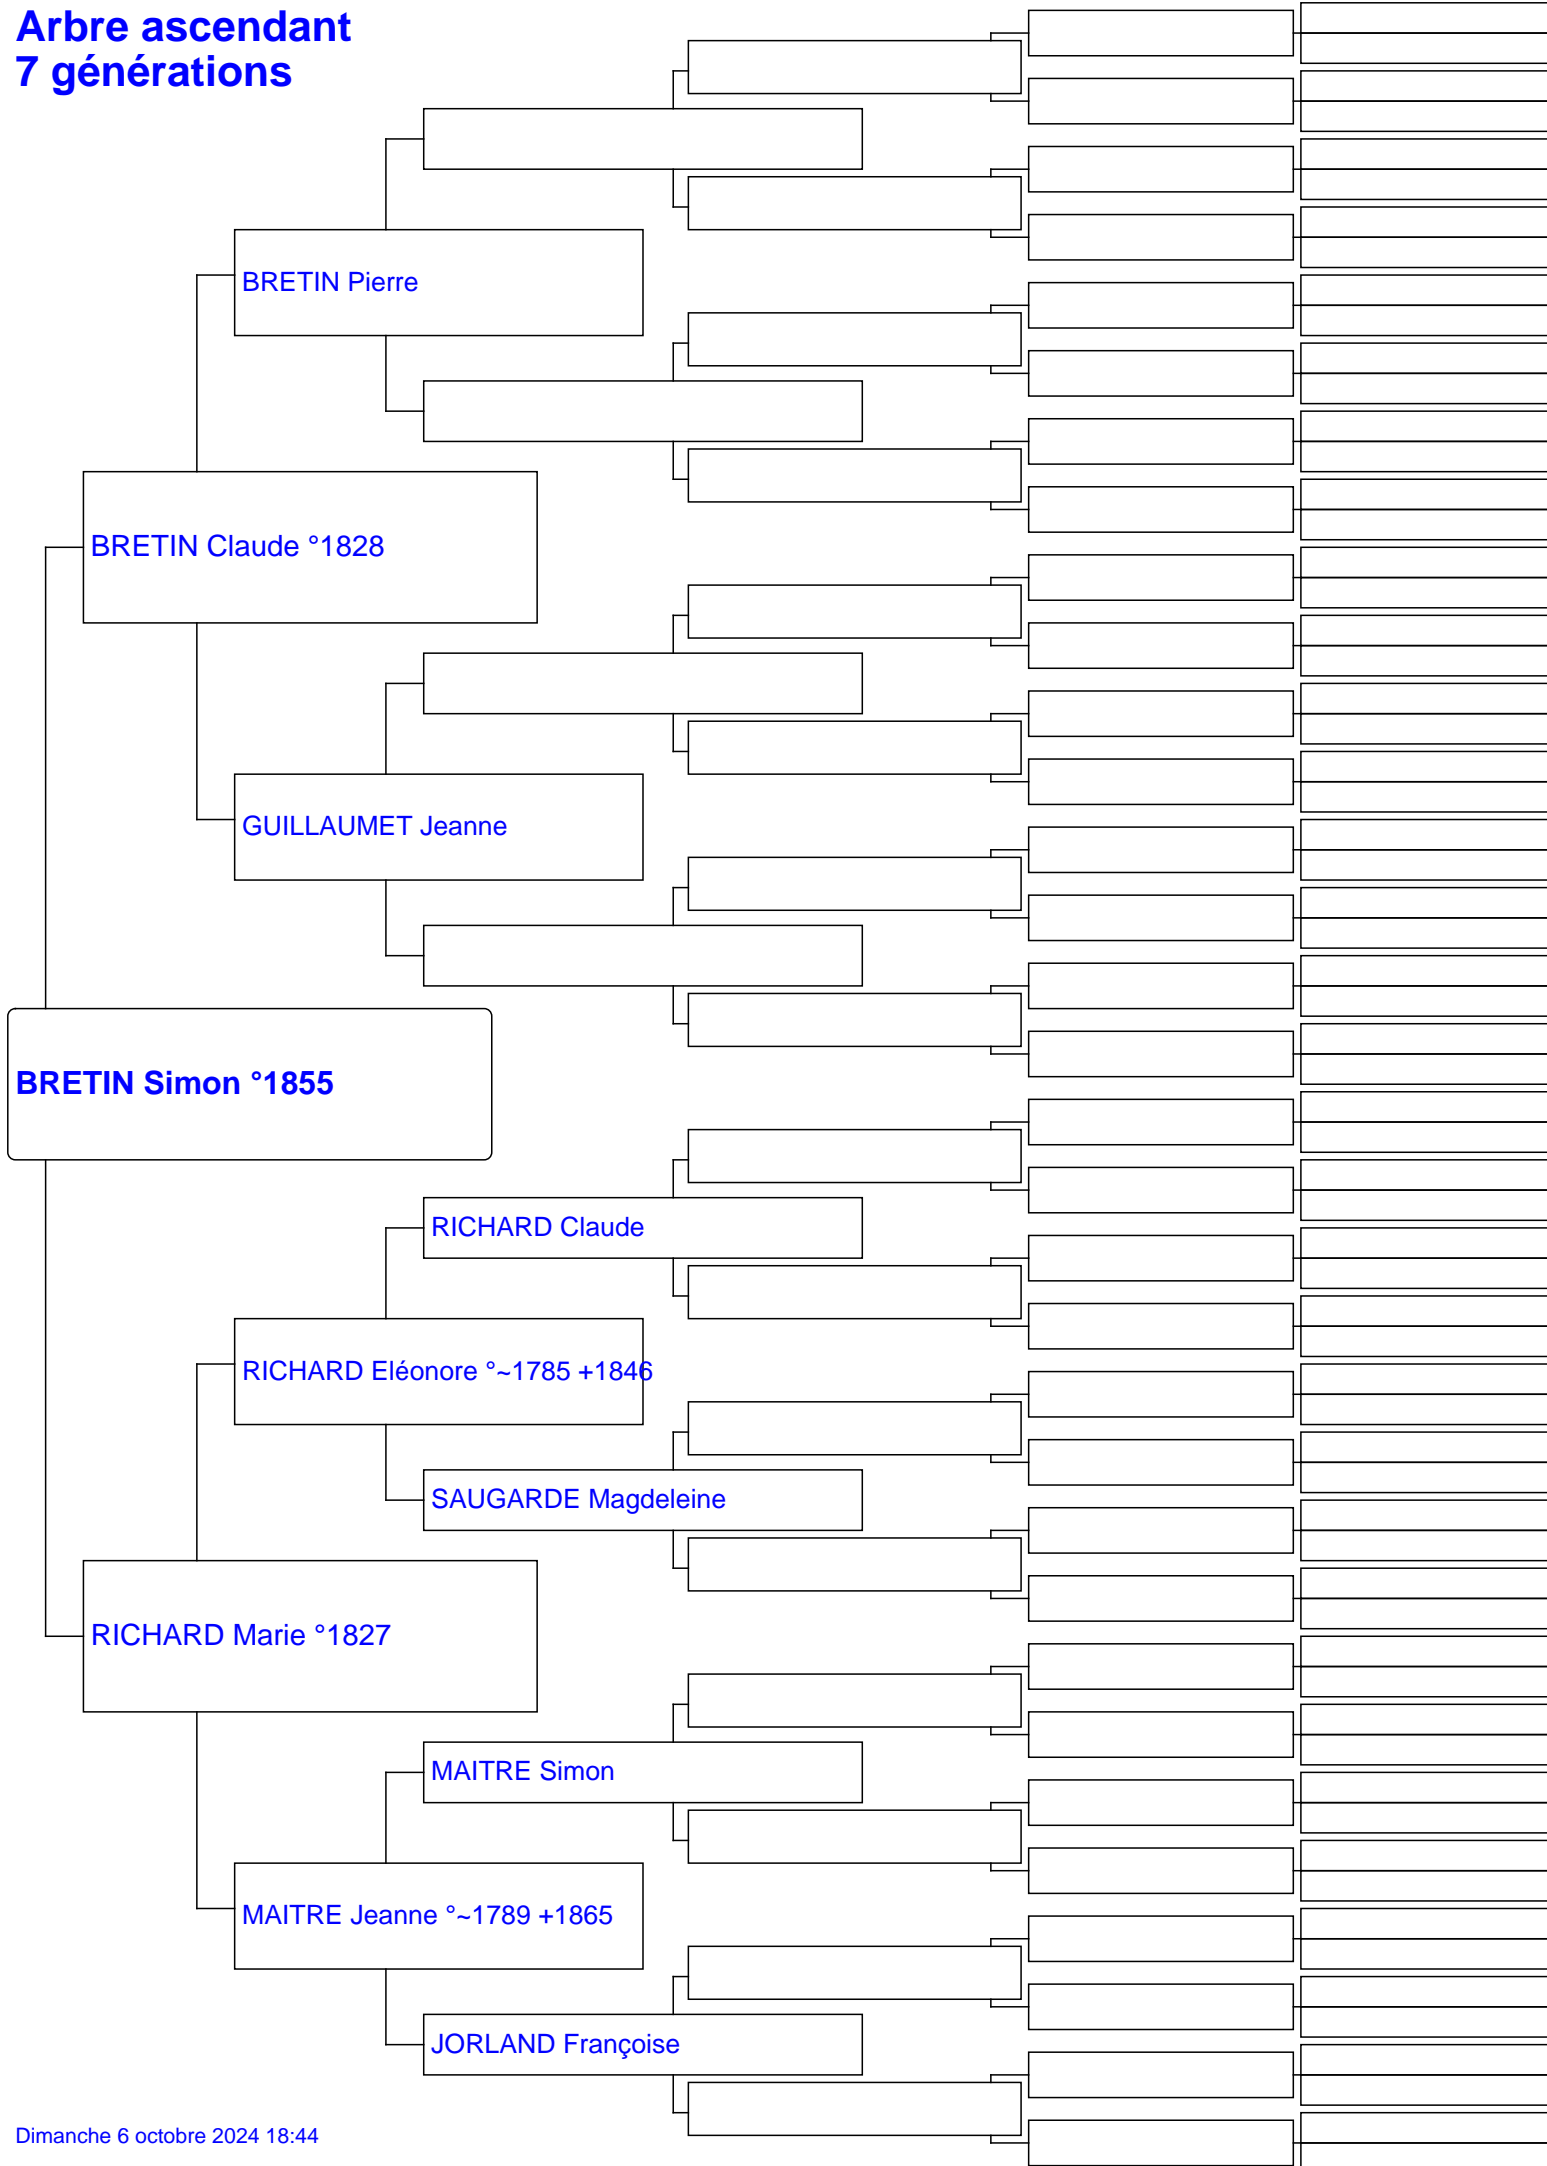 Arbre ascendant
7 générations
BRETIN Pierre
BRETIN Claude °1828
GUILLAUMET Jeanne
BRETIN Simon °1855
RICHARD Claude
RICHARD Eléonore °~1785 +1846
SAUGARDE Magdeleine
RICHARD Marie °1827
MAITRE Simon
MAITRE Jeanne °~1789 +1865
JORLAND Françoise
Dimanche 6 octobre 2024 18:44